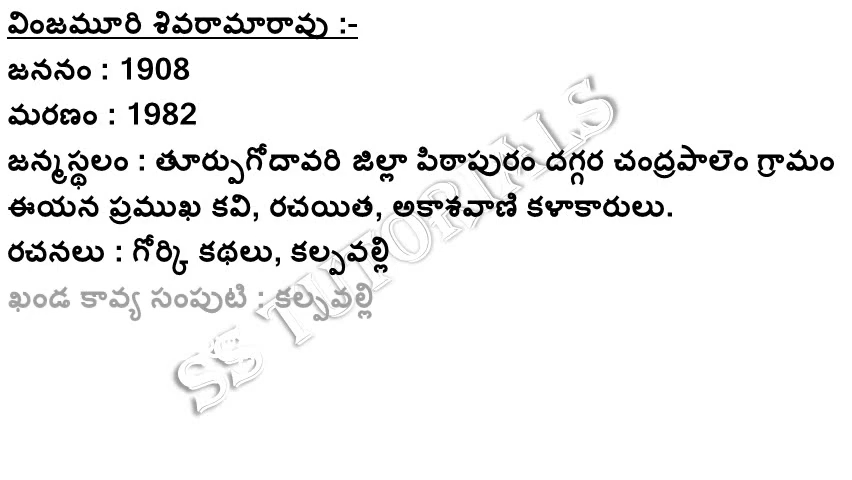 వింజమూరి శివరామారావు :-
జననం : 1908
మరణం : 1982
జన్మస్థలం : తూర్పుగోదావరి జిల్లా పిఠాపురం దగ్గర చంద్రపాలెం గ్రామం
ఈయన ప్రముఖ కవి, రచయిత, అకాశవాణి కళాకారులు.
రచనలు : గోర్కి కథలు, కల్పవల్లి
ఖండ కావ్య సంపుటి : కల్పవల్లి
SS TUTORIALS